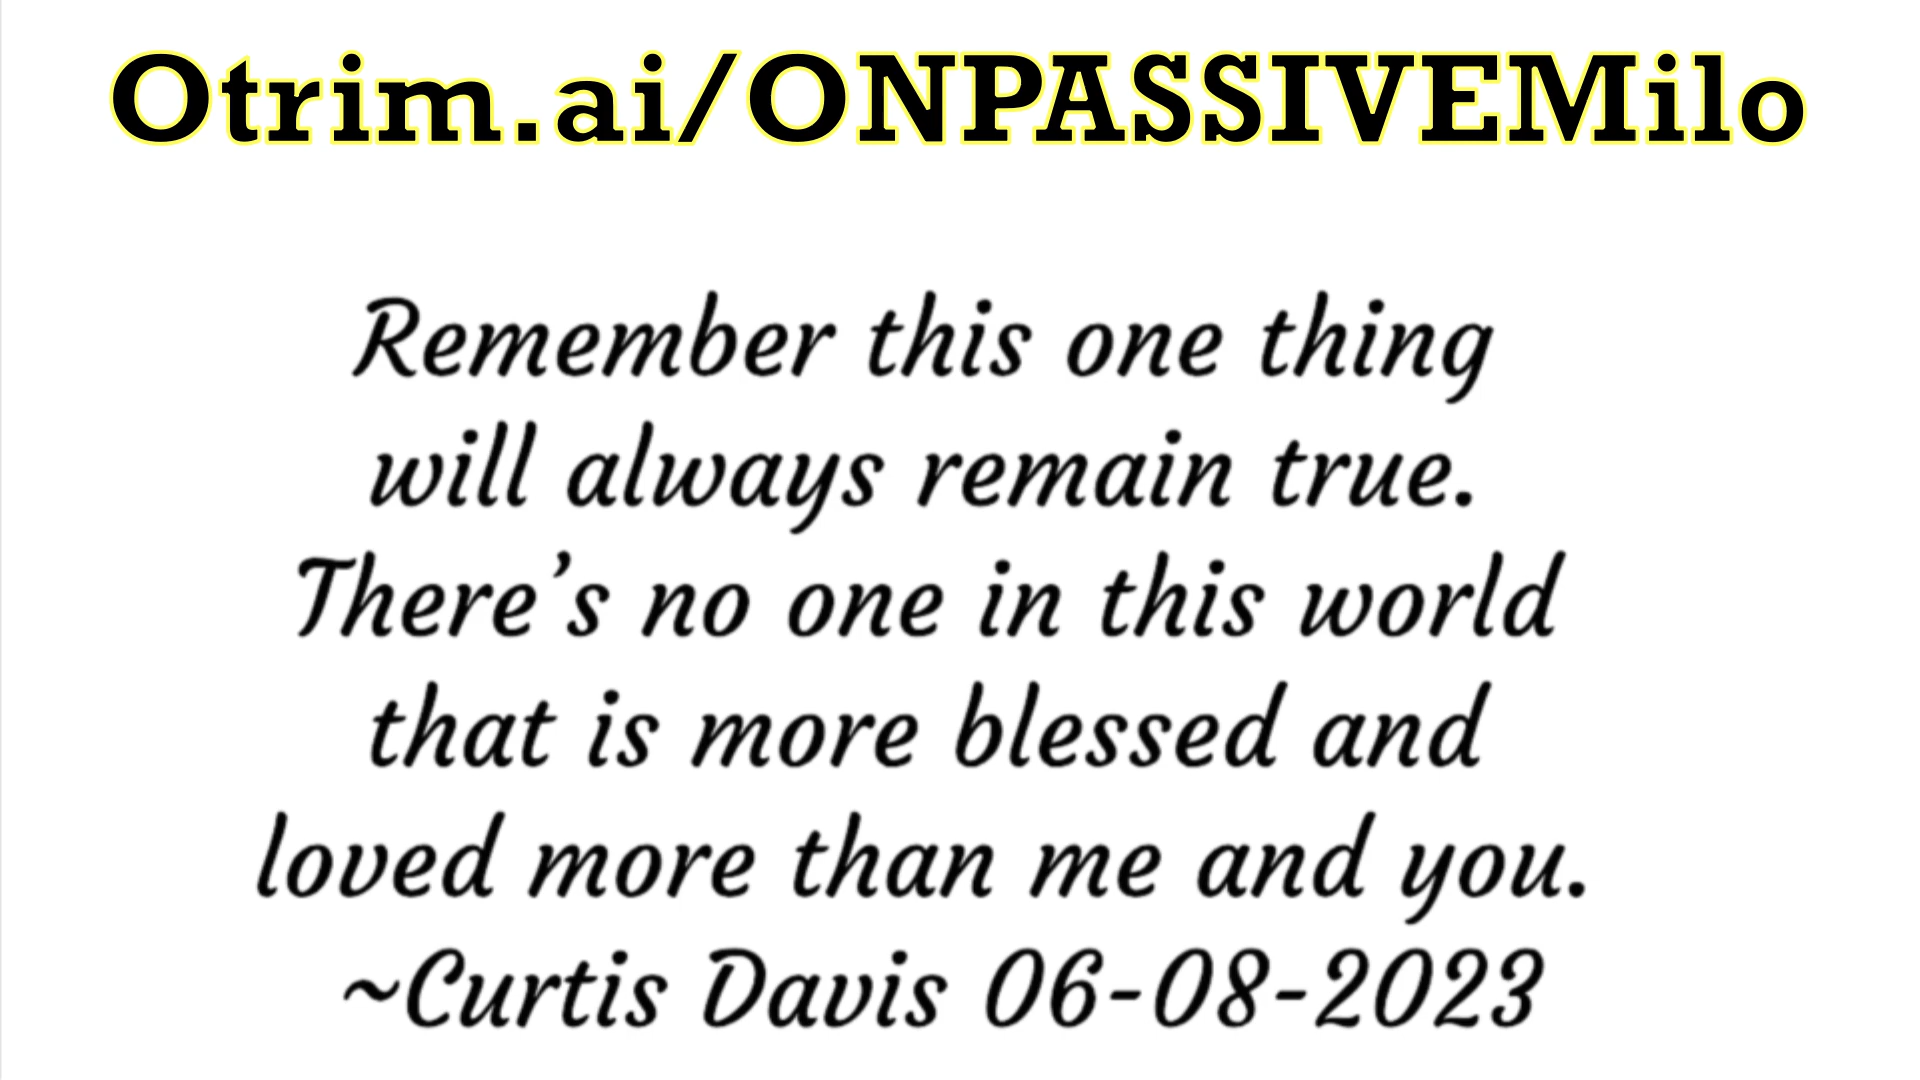 Otrim.ai/ONPASSIVEMilo
Remember this one thing
will always remain true.
There’s no one in this world
that is more blessed and
loved more than me and you.
~Curtis Davis 06-08-2023